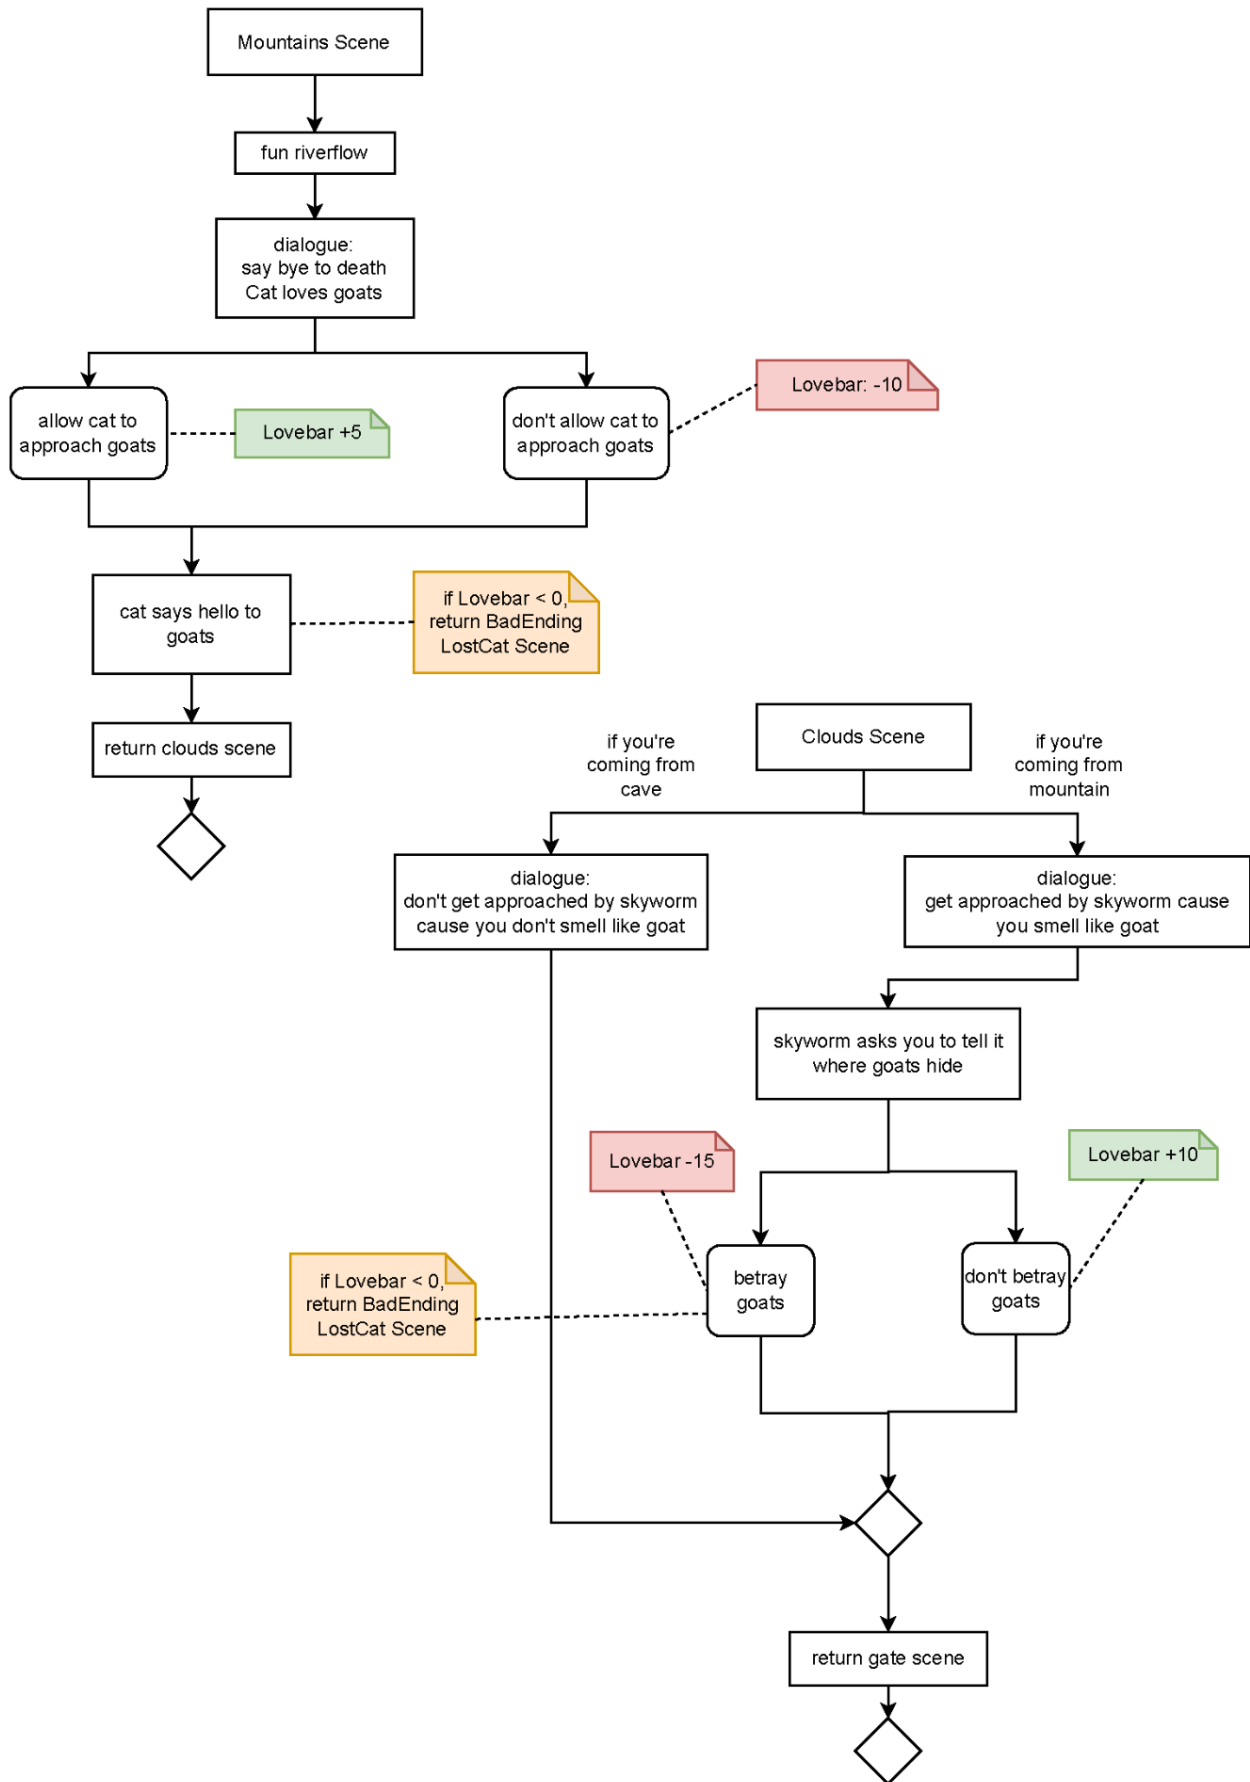 Mountains Scene
fun riverflow
dialogue:
say bye to death
Cat loves goats
allow cat to
approach goats
Lovebar +5
don't allow cat to
approach goats
Lovebar: -10
cat says hello to
goats
if Lovebar < 0,
return BadEnding
LostCat Scene
return clouds scene
Clouds Scene
if you're
coming from
cave
if you're
coming from
mountain
dialogue:
don't get approached by skyworm
cause you don't smell like goat
dialogue:
get approached by skyworm cause
you smell like goat
skyworm asks you to tell it
where goats hide
Lovebar -15
Lovebar +10
if Lovebar < 0,
return BadEnding
LostCat Scene
betray
goats
don't betray
goats
return gate scene